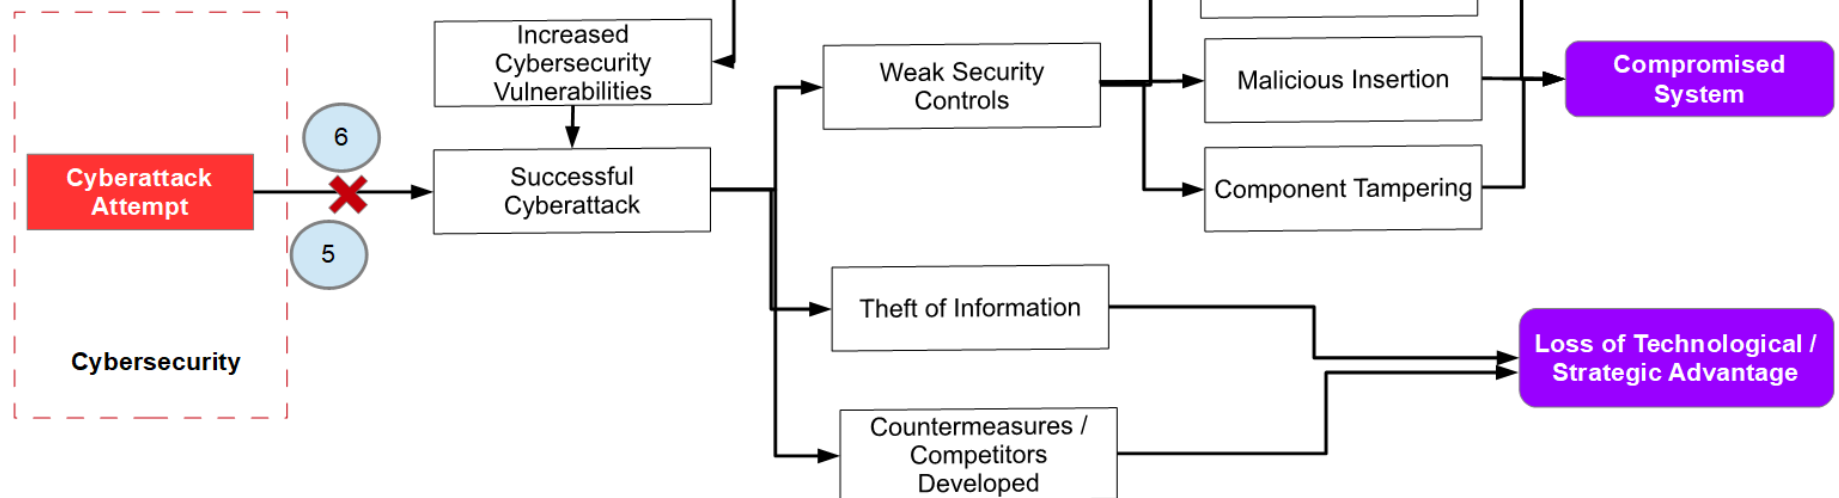 Increased
Cybersecurity
Vulnerabilities
Weak Security
Controls
Malicious Insertion
Compromised
System
6
Cyberattack
Attempt
Successful
Cyberattack
Component Tampering
5
Theft of Information
Cybersecurity
Loss of Technological /
Strategic Advantage
Countermeasures /
Competitors
Developed